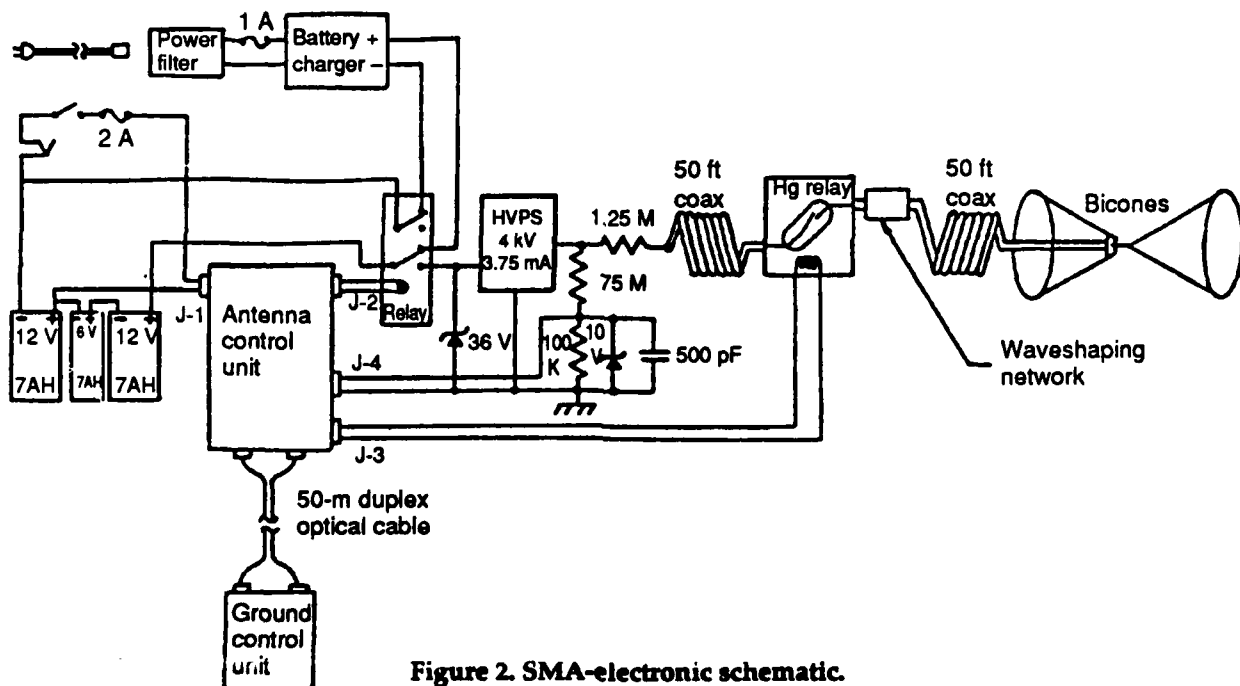 1 A
Power
filter
Battery +
charger –
2 A
50 ft
coax
Hg relay
50 ft
coax
Bicones
HVPS
4 kV
3.75 mA
1.25 M
75 M
J-1
Antenna
control
unit
J-2
Relay
– +
12 V
7AH
– +
6 V
7AH
– +
12 V
7AH
36 V
J-4
100
K
10
V
500 pF
Waveshaping
network
J-3
50-m duplex
optical cable
Ground
control
unit
Figure 2. SMA-electronic schematic.